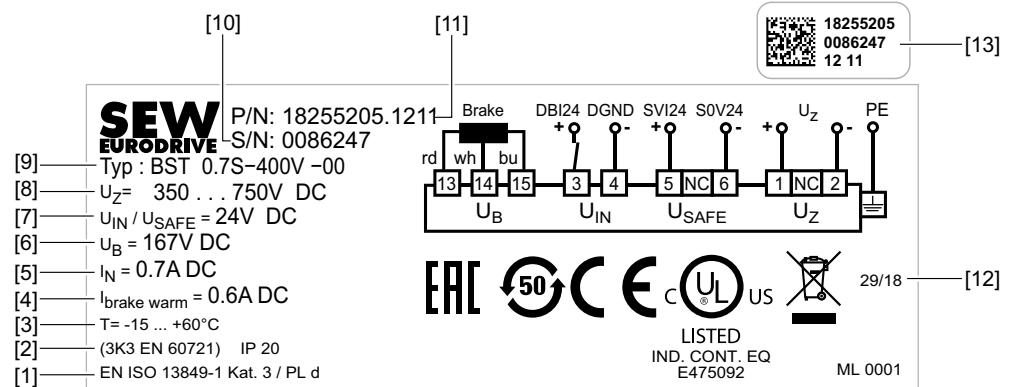 [10]
[11]
18255205
0086247
12 11
[13]
SEW
EURODRIVE
P/N: 18255205.1211
S/N: 0086247
[9] Typ : BST 0.7S−400V −00
[8] UZ= 350 . . . 750V DC
[7] UIN / USAFE = 24V DC
[6] UB = 167V DC
[5] IN = 0.7A DC
[4] Ibrake warm = 0.6A DC
[3] T= -15 ... +60°C
[2] (3K3 EN 60721) IP 20
[1] EN ISO 13849-1 Kat. 3 / PL d
Brake DBI24 DGND SVI24 S0V24 UZ PE
+ - + - + -
rd wh bu
13 14 15 3 4 5 NC 6 1 NC 2
UB UIN USAFE UZ
EAC 50 CE C UL ® US
29/18 [12]
LISTED
IND. CONT. EQ
E475092
ML 0001